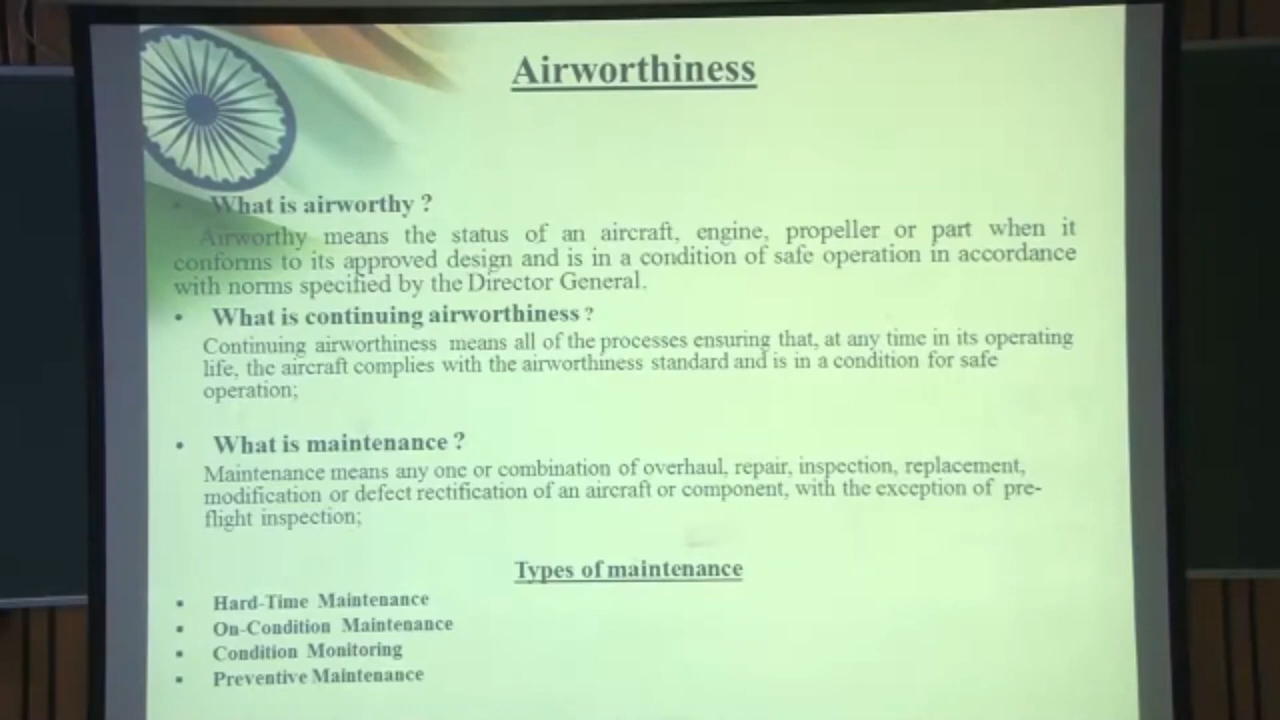 Airworthiness
• What is airworthy ?
Airworthy means the status of an aircraft, engine, propeller or part when it
conforms to its approved design and is in a condition of safe operation in accordance
with norms specified by the Director General.
• What is continuing airworthiness ?
Continuing airworthiness means all of the processes ensuring that, at any time in its operating
life, the aircraft complies with the airworthiness standard and is in a condition for safe
operation;
• What is maintenance ?
Maintenance means any one or combination of overhaul, repair, inspection, replacement,
modification or defect rectification of an aircraft or component, with the exception of pre-
flight inspection;
Types of maintenance
• Hard-Time Maintenance
• On-Condition Maintenance
• Condition Monitoring
• Preventive Maintenance